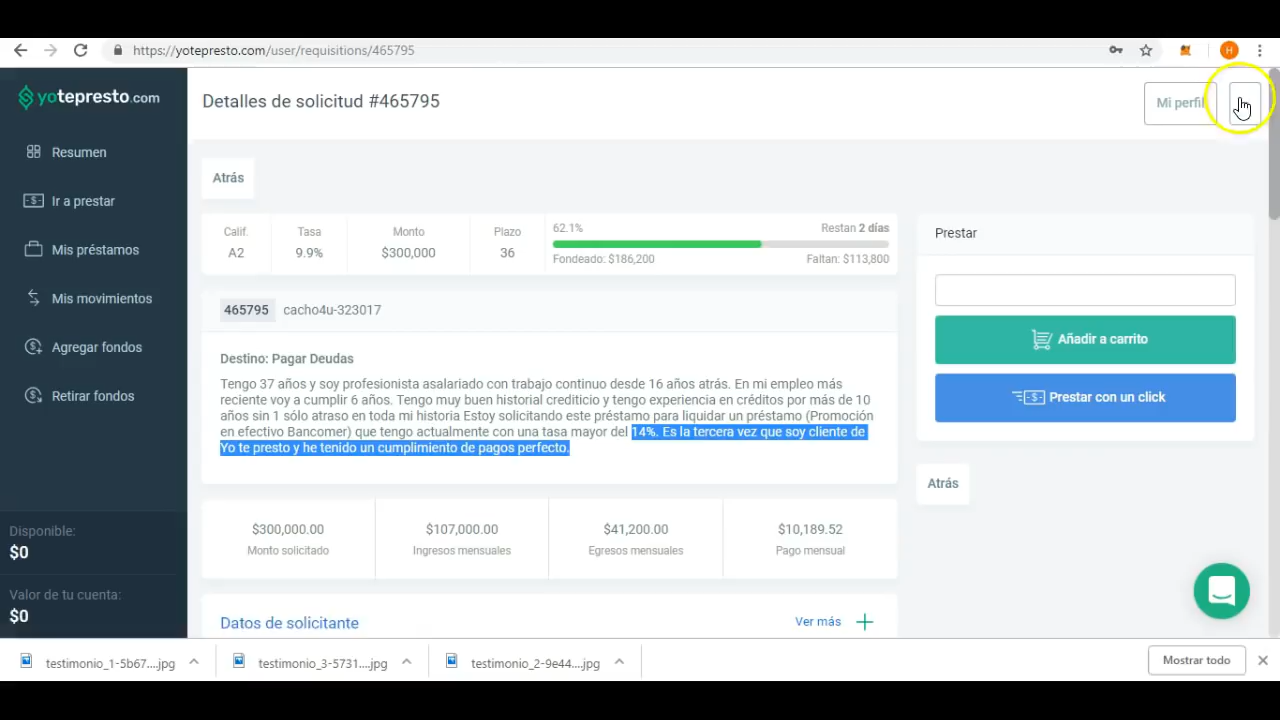 https://yotepresto.com/user/requisitions/465795
H
yotepresto.com
Resumen
Ir a prestar
Mis préstamos
Mis movimientos
Agregar fondos
Retirar fondos
Disponible:
$0
Valor de tu cuenta:
$0
Detalles de solicitud #465795
Mi perfil
Atrás
Calif. Tasa Monto Plazo
A2 9.9% $300,000 36
62.1% Restan 2 días
Fondeado: $186,200 Faltan: $113,800
465795 cacho4u-323017
Destino: Pagar Deudas
Tengo 37 años y soy profesionista asalariado con trabajo continuo desde 16 años atrás. En mi empleo más
reciente voy a cumplir 6 años. Tengo muy buen historial crediticio y tengo experiencia en créditos por más de 10
años sin 1 sólo atraso en toda mi historia Estoy solicitando este préstamo para liquidar un préstamo (Promoción
en efectivo Bancomer) que tengo actualmente con una tasa mayor del 14%. Es la tercera vez que soy cliente de
Yo te presto y he tenido un cumplimiento de pagos perfecto.
$300,000.00 $107,000.00 $41,200.00 $10,189.52
Monto solicitado Ingresos mensuales Egresos mensuales Pago mensual
Datos de solicitante Ver más
Prestar
Añadir a carrito
Prestar con un click
Atrás
testimonio_1-5b67....jpg
testimonio_3-5731....jpg
testimonio_2-9e44....jpg
Mostrar todo